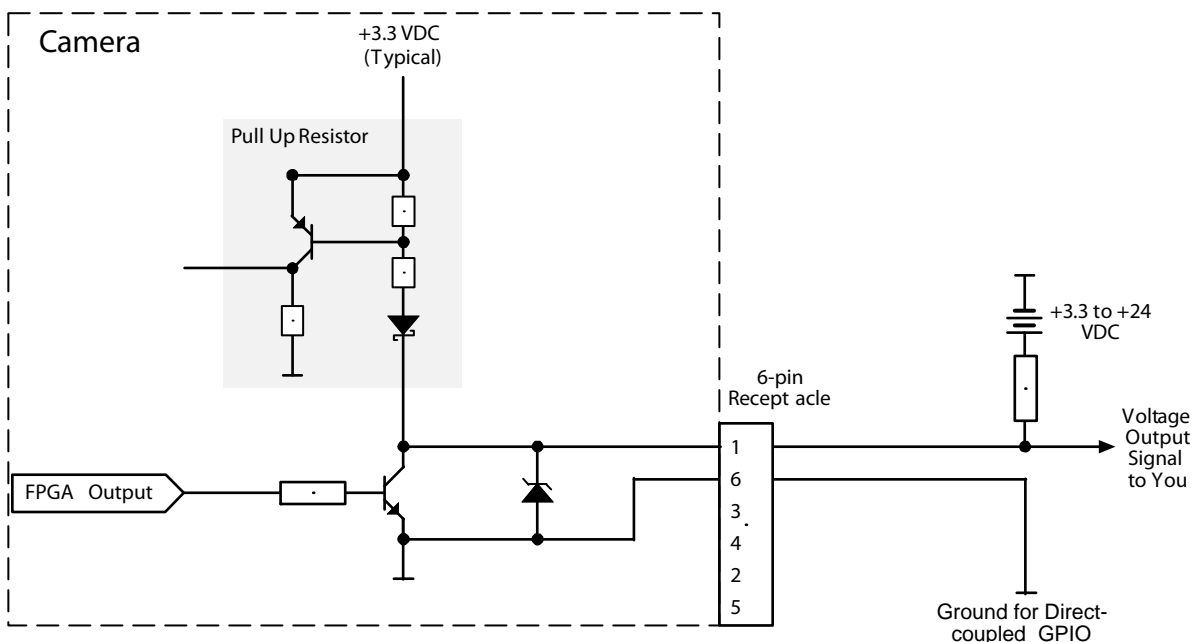 Camera
+3.3 VDC
(Typical)
Pull Up Resistor
+3.3 to +24
VDC
6-pin
Recept acle
1
6
3
4
2
5
Voltage
Output
Signal
to You
FPGA Output
Ground for Direct-
coupled GPIO